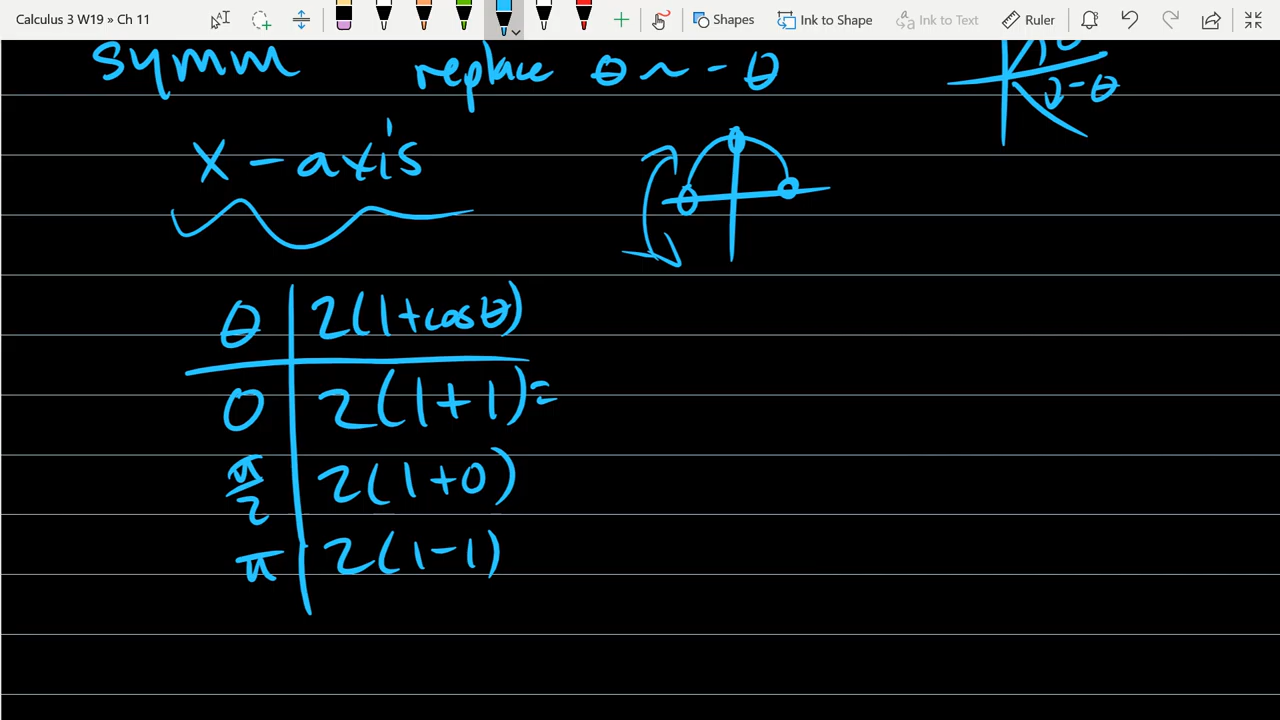 Calculus 3 W19 » Ch 11
Shapes
Ink to Shape
Ink to Text
Ruler
symm replace θ ~ -θ
θ
-θ
x-axis
θ 2(1+cosθ)
0 2(1+1)=
π/2 2(1+0)
π 2(1-1)